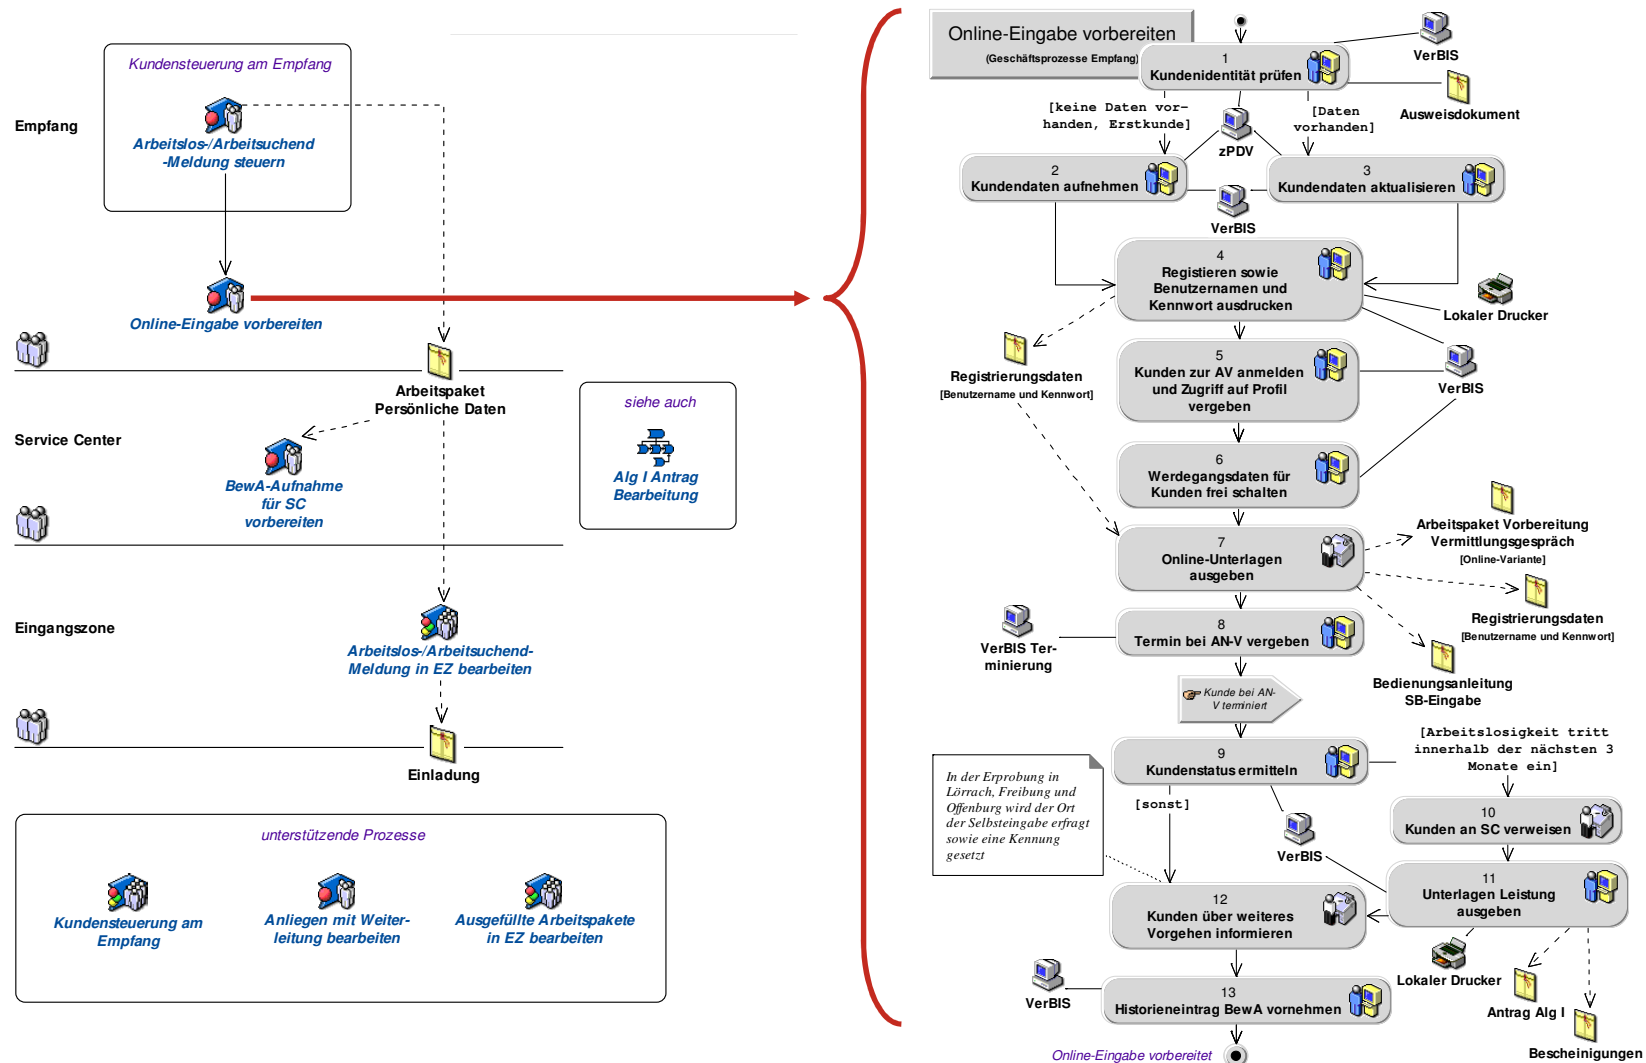 Kundensteuerung am Empfang
Empfang
Arbeitslos-/Arbeitsuchend
-Meldung steuern
Online-Eingabe vorbereiten
Arbeitspaket
Persönliche Daten
Service Center
BewA-Aufnahme
für SC
vorbereiten
siehe auch
Alg I Antrag
Bearbeitung
Eingangszone
Arbeitslos-/Arbeitsuchend-
Meldung in EZ bearbeiten
Einladung
unterstützende Prozesse
Kundensteuerung am
Empfang
Anliegen mit Weiter-
leitung bearbeiten
Ausgefüllte Arbeitspakete
in EZ bearbeiten
Online-Eingabe vorbereiten
(Geschäftsprozesse Empfang)
1
Kundenidentität prüfen
VerBIS
Ausweisdokument
[keine Daten vor-
handen, Erstkunde]
[Daten
vorhanden]
zPDV
2
Kundendaten aufnehmen
3
Kundendaten aktualisieren
VerBIS
4
Registieren sowie
Benutzernamen und
Kennwort ausdrucken
Lokaler Drucker
Registrierungsdaten
[Benutzername und Kennwort]
5
Kunden zur AV anmelden
und Zugriff auf Profil
vergeben
VerBIS
6
Werdegangsdaten für
Kunden frei schalten
7
Online-Unterlagen
ausgeben
Arbeitspaket Vorbereitung
Vermittlungsgespräch
[Online-Variante]
Registrierungsdaten
[Benutzername und Kennwort]
Bedienungsanleitung
SB-Eingabe
8
Termin bei AN-V vergeben
VerBIS Ter-
minierung
Kunde bei AN-
V terminiert
9
Kundenstatus ermitteln
[Arbeitslosigkeit tritt
innerhalb der nächsten 3
Monate ein]
[sonst]
In der Erprobung in
Lörrach, Freibung und
Offenburg wird der Ort
der Selbsteingabe erfragt
sowie eine Kennung
gesetzt
VerBIS
10
Kunden an SC verweisen
11
Unterlagen Leistung
ausgeben
12
Kunden über weiteres
Vorgehen informieren
Lokaler Drucker
Antrag Alg I
Bescheinigungen
13
Historieneintrag BewA vornehmen
VerBIS
Online-Eingabe vorbereitet